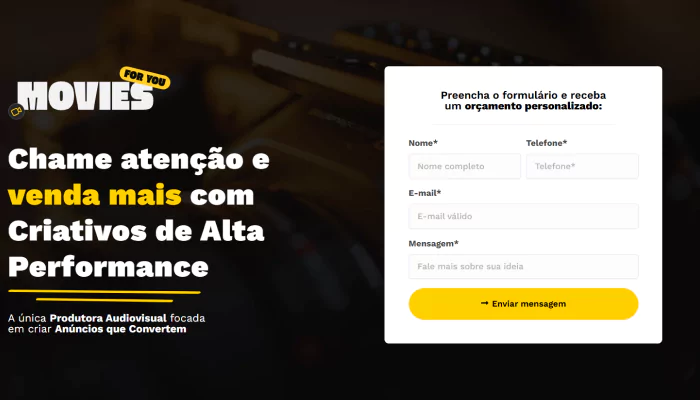 FOR YOU
MOVIES
Chame atenção e
venda mais com
Criativos de Alta
Performance
A única Produtora Audiovisual focada
em criar Anúncios que Convertem
Preencha o formulário e receba
um orçamento personalizado:
Nome* Telefone*
Nome completo Telefone*
E-mail*
E-mail válido
Mensagem*
Fale mais sobre sua ideia
➞ Enviar mensagem